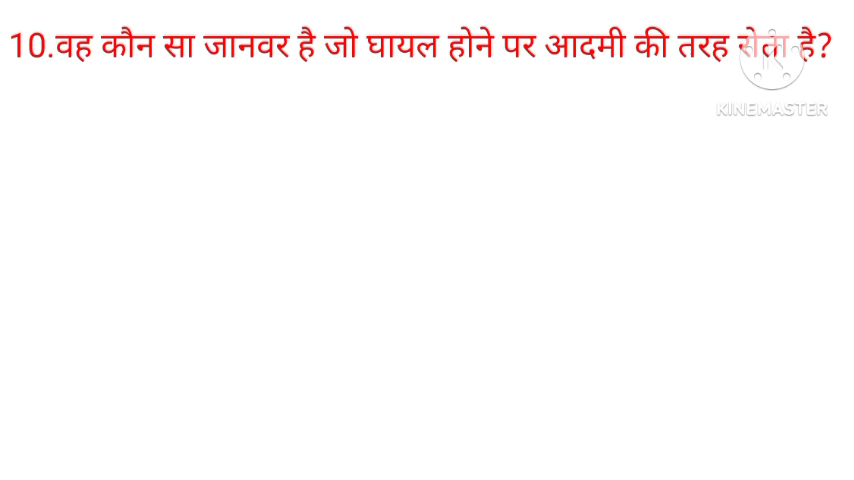 10.वह कौन सा जानवर है जो घायल होने पर आदमी की तरह रोता है?
KINEMASTER